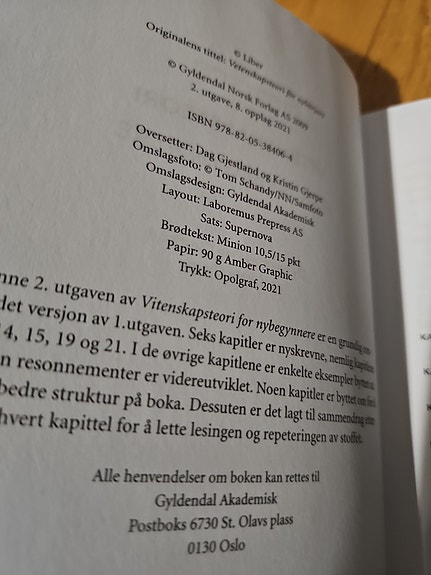 © Liber
Originalens tittel: Vetenskapsteori för nybörjare
© Gyldendal Norsk Forlag AS 2009
2. utgave, 8. opplag 2021
ISBN 978-82-05-38406-4
Oversetter: Dag Gjestland og Kristin Gjerpe
Omslagsfoto: © Tom Schandy/NN/Samfoto
Omslagsdesign: Gyldendal Akademisk
Layout: Laboremus Prepress AS
Sats: Supernova
Brødtekst: Minion 10,5/15 pkt
Papir: 90 g Amber Graphic
Trykk: Opolgraf, 2021
nne 2. utgaven av Vitenskapsteori for nybegynnere er en grundig
det versjon av 1.utgaven. Seks kapitler er nyskrevne, nemlig kapitlene
4, 15, 19 og 21. I de øvrige kapitlene er enkelte eksempler byttet
n resonnementer er videreutviklet. Noen kapitler er byttet om for å
bedre struktur på boka. Dessuten er det lagt til sammendrag etter
hvert kapittel for å lette lesingen og repeteringen av stoffet.
Alle henvendelser om boken kan rettes til
Gyldendal Akademisk
Postboks 6730 St. Olavs plass
0130 Oslo